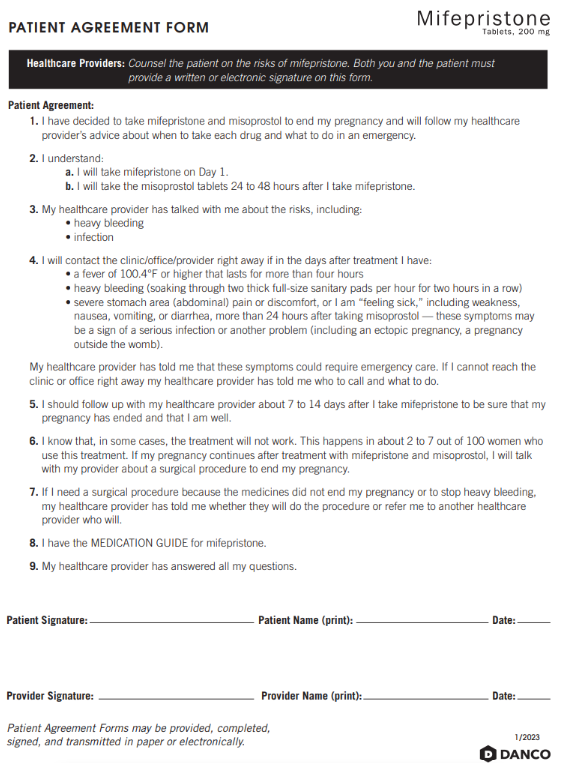 PATIENT AGREEMENT FORM
Mifepristone
Tablets, 200 mg
Healthcare Providers: Counsel the patient on the risks of mifepristone. Both you and the patient must
provide a written or electronic signature on this form.
Patient Agreement:
1. I have decided to take mifepristone and misoprostol to end my pregnancy and will follow my healthcare
provider's advice about when to take each drug and what to do in an emergency.
2. I understand:
a. I will take mifepristone on Day 1.
b. I will take the misoprostol tablets 24 to 48 hours after I take mifepristone.
3. My healthcare provider has talked with me about the risks, including:
• heavy bleeding
• infection
4. I will contact the clinic/office/provider right away if in the days after treatment I have:
• a fever of 100.4°F or higher that lasts for more than four hours
• heavy bleeding (soaking through two thick full-size sanitary pads per hour for two hours in a row)
• severe stomach area (abdominal) pain or discomfort, or I am “feeling sick,” including weakness,
nausea, vomiting, or diarrhea, more than 24 hours after taking misoprostol — these symptoms may
be a sign of a serious infection or another problem (including an ectopic pregnancy, a pregnancy
outside the womb).
My healthcare provider has told me that these symptoms could require emergency care. If I cannot reach the
clinic or office right away my healthcare provider has told me who to call and what to do.
5. I should follow up with my healthcare provider about 7 to 14 days after I take mifepristone to be sure that my
pregnancy has ended and that I am well.
6. I know that, in some cases, the treatment will not work. This happens in about 2 to 7 out of 100 women who
use this treatment. If my pregnancy continues after treatment with mifepristone and misoprostol, I will talk
with my provider about a surgical procedure to end my pregnancy.
7. If I need a surgical procedure because the medicines did not end my pregnancy or to stop heavy bleeding,
my healthcare provider has told me whether they will do the procedure or refer me to another healthcare
provider who will.
8. I have the MEDICATION GUIDE for mifepristone.
9. My healthcare provider has answered all my questions.
Patient Signature: Patient Name (print): Date:
Provider Signature: Provider Name (print): Date:
Patient Agreement Forms may be provided, completed,
signed, and transmitted in paper or electronically.
1/2023
DANCO